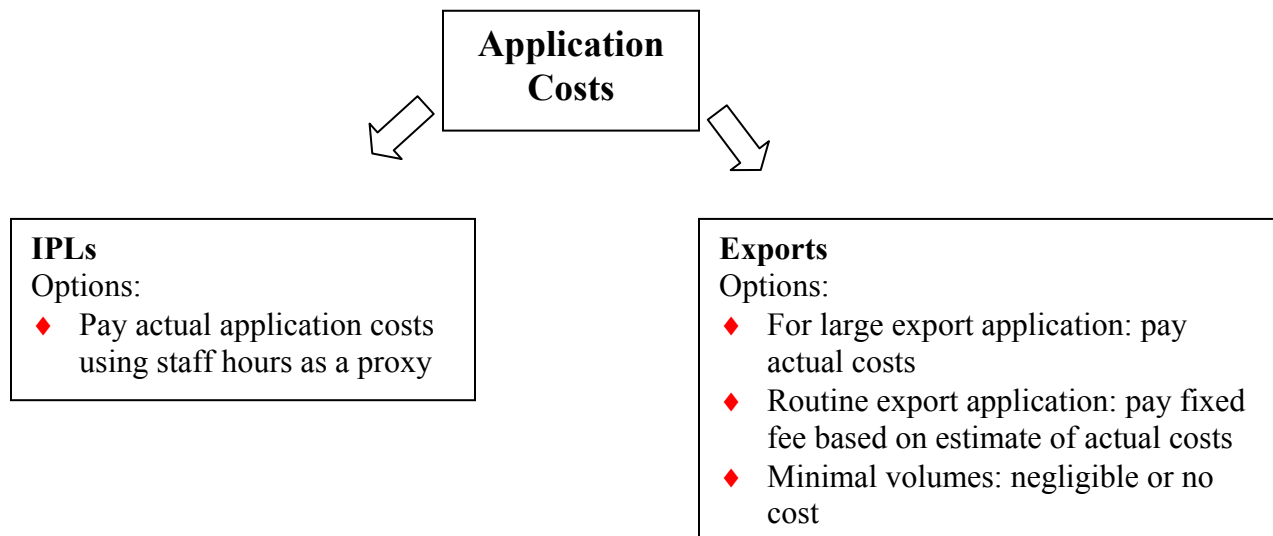 Application
Costs
IPLs
Options:
♦ Pay actual application costs
using staff hours as a proxy
Exports
Options:
♦ For large export application: pay
actual costs
♦ Routine export application: pay fixed
fee based on estimate of actual costs
♦ Minimal volumes: negligible or no
cost